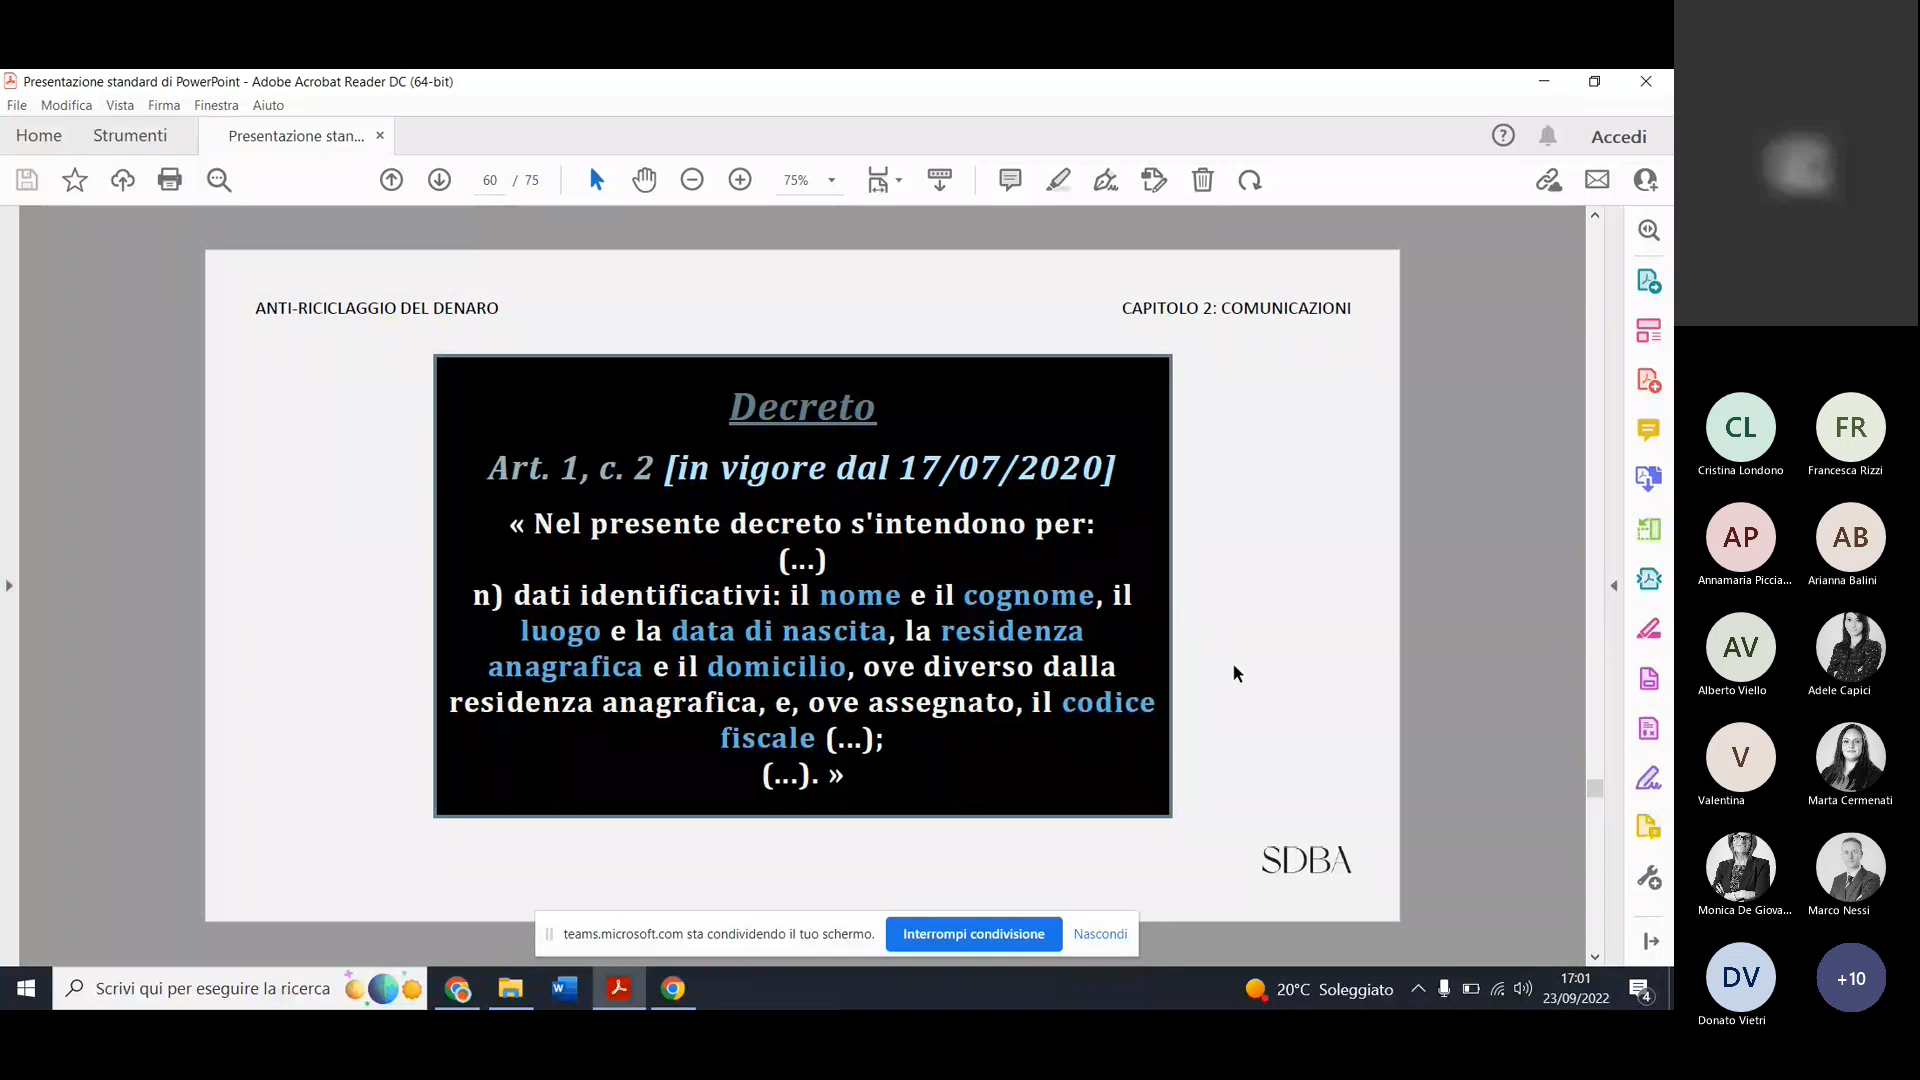 Presentazione standard di PowerPoint - Adobe Acrobat Reader DC (64-bit)
File Modifica Vista Firma Finestra Aiuto
Home Strumenti Presentazione stan... × Accedi
60 / 75 75%
ANTI-RICICLAGGIO DEL DENARO
CAPITOLO 2: COMUNICAZIONI
Decreto
Art. 1, c. 2 [in vigore dal 17/07/2020]
« Nel presente decreto s'intendono per:
(...)
n) dati identificativi: il nome e il cognome, il
luogo e la data di nascita, la residenza
anagrafica e il domicilio, ove diverso dalla
residenza anagrafica, e, ove assegnato, il codice
fiscale (...);
(...). »
SDBA
teams.microsoft.com sta condividendo il tuo schermo. Interrompi condivisione Nascondi
Scrivi qui per eseguire la ricerca
20°C Soleggiato
17:01
23/09/2022
4
CL FR
Cristina Londono Francesca Rizzi
AP AB
Annamaria Piccia... Arianna Balini
AV
Alberto Viello Adele Capici
V
Valentina Marta Cermenati
Monica De Giova... Marco Nessi
DV +10
Donato Vietri